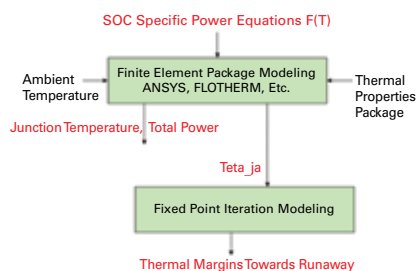 SOC Specific Power Equations F(T)
Ambient
Temperature
Finite Element Package Modeling
ANSYS, FLOTHERM, Etc.
Thermal
Properties
Package
Junction Temperature, Total Power
Teta_ja
Fixed Point Iteration Modeling
Thermal Margins Towards Runaway